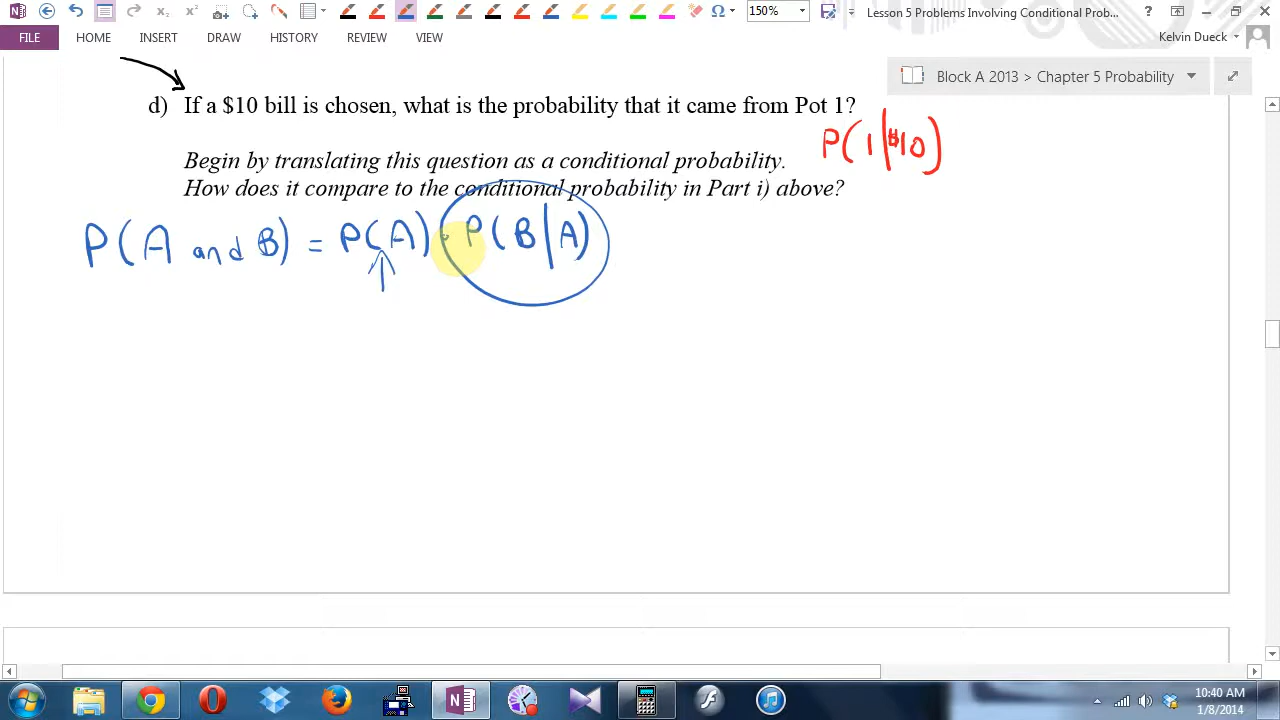 150%
Lesson 5 Problems Involving Conditional Prob...
FILE HOME INSERT DRAW HISTORY REVIEW VIEW
Kelvin Dueck
Block A 2013 > Chapter 5 Probability
d) If a $10 bill is chosen, what is the probability that it came from Pot 1?
P(1|$10)
Begin by translating this question as a conditional probability.
How does it compare to the conditional probability in Part i) above?
P(A and B) = P(A) · P(B|A)
10:40 AM
1/8/2014